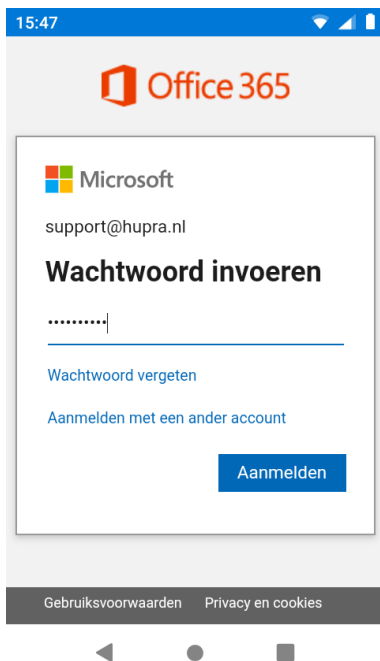 15:47
Office 365
Microsoft
support@hupra.nl
Wachtwoord invoeren
••••••••••
Wachtwoord vergeten
Aanmelden met een ander account
Aanmelden
Gebruiksvoorwaarden Privacy en cookies